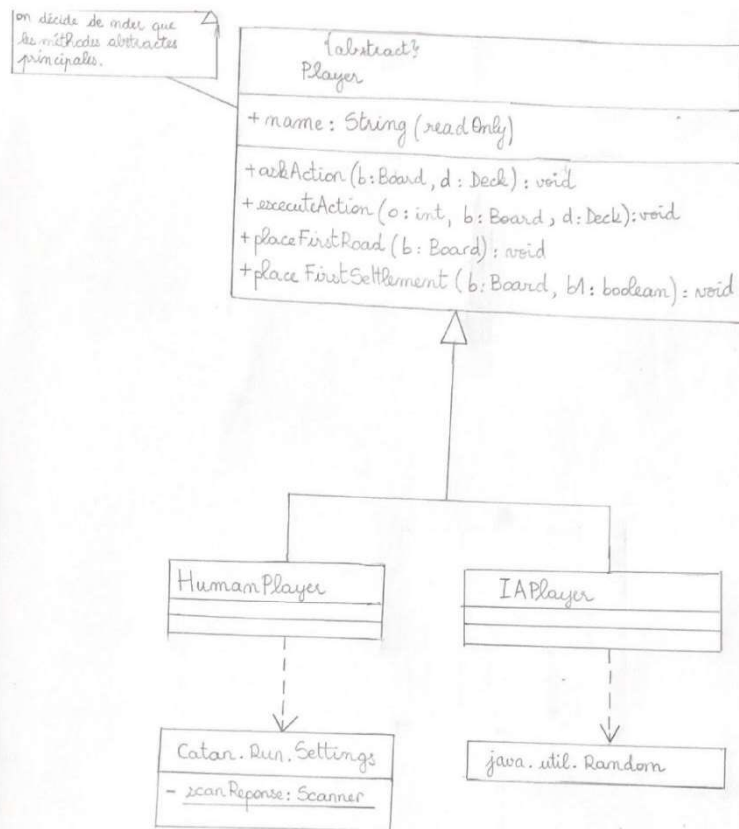 on décide de noter que
les méthodes abstractes
principales.
{abstract}
Player
+ name: String (readOnly)
+ askAction (b: Board, d: Deck): void
+ executeAction (o: int, b: Board, d: Deck): void
+ placeFirstRoad (b: Board): void
+ place FirstSettlement (b: Board, b1: boolean): void
HumanPlayer
IAPlayer
Catan.Run.Settings
- scanReponse: Scanner
java.util.Random